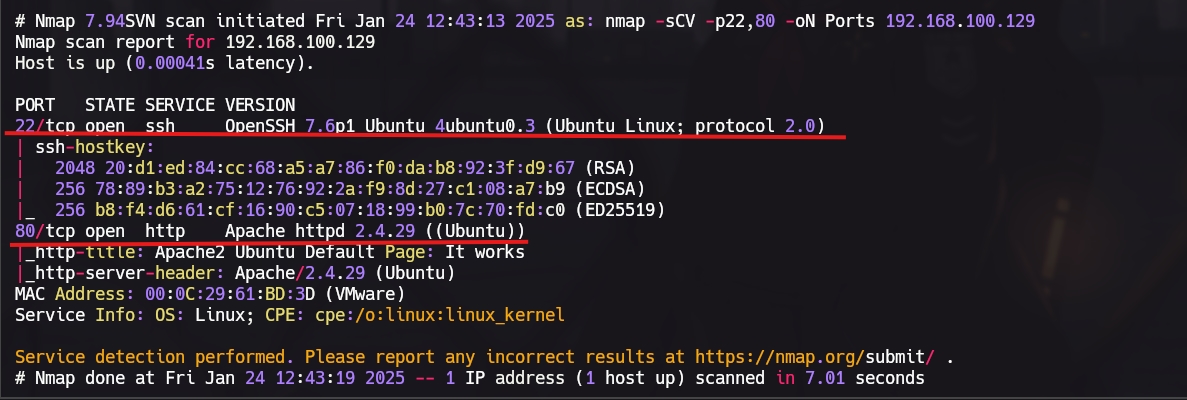 # Nmap 7.94SVN scan initiated Fri Jan 24 12:43:13 2025 as: nmap -sCV -p22,80 -oN Ports 192.168.100.129
Nmap scan report for 192.168.100.129
Host is up (0.00041s latency).
PORT   STATE SERVICE VERSION
22/tcp open  ssh     OpenSSH 7.6p1 Ubuntu 4ubuntu0.3 (Ubuntu Linux; protocol 2.0)
| ssh-hostkey:
|   2048 20:d1:ed:84:cc:68:a5:a7:86:f0:da:b8:92:3f:d9:67 (RSA)
|   256 78:89:b3:a2:75:12:76:92:2a:f9:8d:27:c1:08:a7:b9 (ECDSA)
|_  256 b8:f4:d6:61:cf:16:90:c5:07:18:99:b0:7c:70:fd:c0 (ED25519)
80/tcp open  http    Apache httpd 2.4.29 ((Ubuntu))
|_http-title: Apache2 Ubuntu Default Page: It works
|_http-server-header: Apache/2.4.29 (Ubuntu)
MAC Address: 00:0C:29:61:BD:3D (VMware)
Service Info: OS: Linux; CPE: cpe:/o:linux:linux_kernel
Service detection performed. Please report any incorrect results at https://nmap.org/submit/ .
# Nmap done at Fri Jan 24 12:43:19 2025 -- 1 IP address (1 host up) scanned in 7.01 seconds